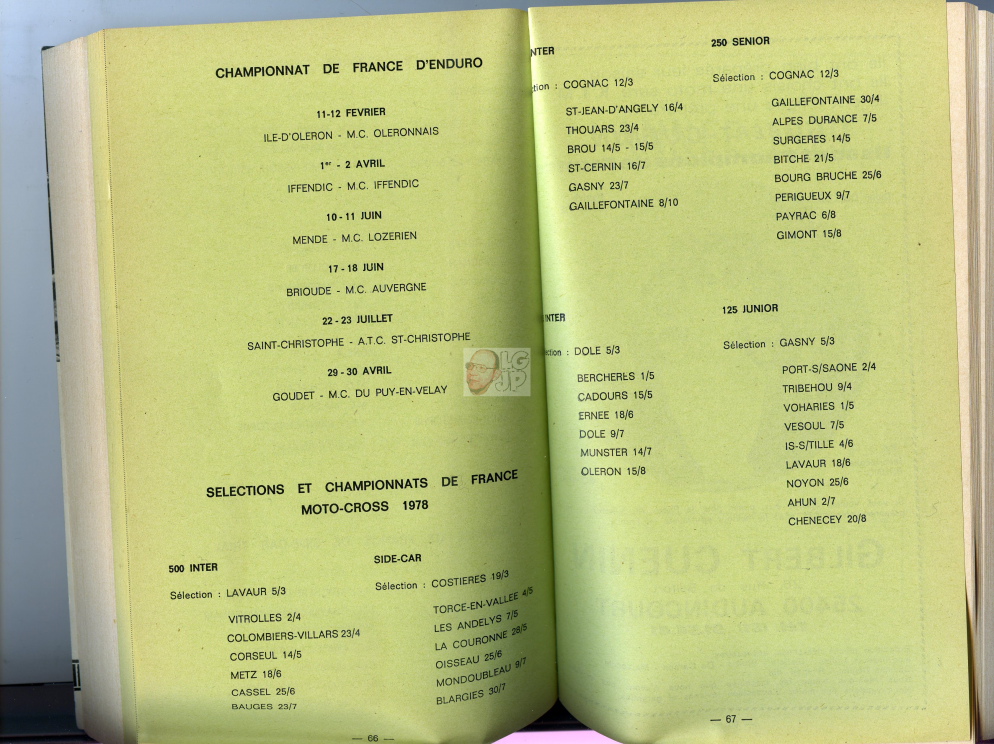 CHAMPIONNAT DE FRANCE D'ENDURO
11-12 FEVRIER
ILE-D'OLERON - M.C. OLERONNAIS
1er - 2 AVRIL
IFFENDIC - M.C. IFFENDIC
10 - 11 JUIN
MENDE - M.C. LOZERIEN
17 - 18 JUIN
BRIOUDE - M.C. AUVERGNE
22 - 23 JUILLET
SAINT-CHRISTOPHE - A.T.C. ST-CHRISTOPHE
29 - 30 AVRIL
GOUDET - M.C. DU PUY-EN-VELAY
SELECTIONS ET CHAMPIONNATS DE FRANCE
MOTO-CROSS 1978
500 INTER
Sélection : LAVAUR 5/3
VITROLLES 2/4
COLOMBIERS-VILLARS 23/4
CORSEUL 14/5
METZ 18/6
CASSEL 25/6
BAUGES 23/7
SIDE-CAR
Sélection : COSTIERES 19/3
TORCE-EN-VALLEE 4/5
LES ANDELYS 7/5
LA COURONNE 28/5
OISSEAU 25/6
MONDOUBLEAU 9/7
BLARGIES 30/7
— 66 —
NTER
ction : COGNAC 12/3
ST-JEAN-D'ANGELY 16/4
THOUARS 23/4
BROU 14/5 - 15/5
ST-CERNIN 16/7
GASNY 23/7
GAILLEFONTAINE 8/10
250 SENIOR
Sélection : COGNAC 12/3
GAILLEFONTAINE 30/4
ALPES DURANCE 7/5
SURGERES 14/5
BITCHE 21/5
BOURG BRUCHE 25/6
PERIGUEUX 9/7
PAYRAC 6/8
GIMONT 15/8
INTER
ction : DOLE 5/3
BERCHERES 1/5
CADOURS 15/5
ERNEE 18/6
DOLE 9/7
MUNSTER 14/7
OLERON 15/8
125 JUNIOR
Sélection : GASNY 5/3
PORT-S/SAONE 2/4
TRIBEHOU 9/4
VOHARIES 1/5
VESOUL 7/5
IS-S/TILLE 4/6
LAVAUR 18/6
NOYON 25/6
AHUN 2/7
CHENECEY 20/8
— 67 —
LG
JP